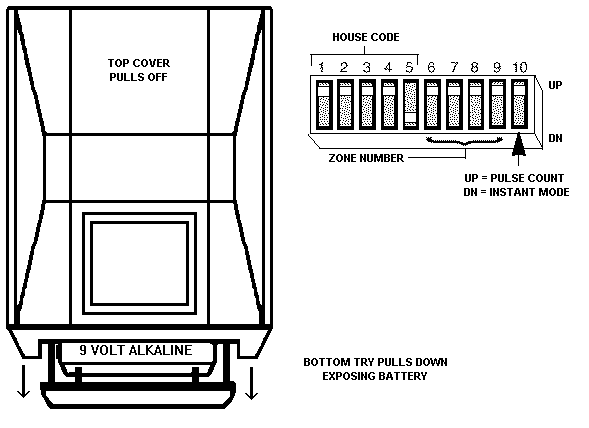 TOP COVER
PULLS OFF
HOUSE CODE
1 2 3 4 5 6 7 8 9 10
UP
DN
ZONE NUMBER
UP = PULSE COUNT
DN = INSTANT MODE
9 VOLT ALKALINE
BOTTOM TRY PULLS DOWN
EXPOSING BATTERY